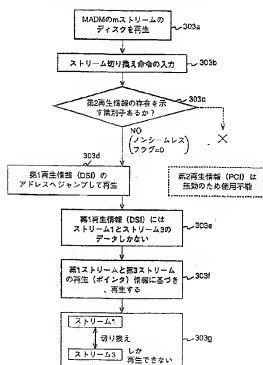 MADMのmストリームの
ディスクを再生
303a
ストリーム切り換え命令の入力
303b
第2再生情報の存在を示
す識別子あるか?
303c
NO
(ノンシームレス
フラグ=0)
303d
第1再生情報(DSI)の
アドレスへジャンプして再生
第2再生情報(PCI)は
無効のため使用不能
第1再生情報(DSI)には
ストリーム1とストリーム3の
データしかない
303e
第1ストリームと第3ストリーム
の再生(ポインタ)情報に基づき
、再生する
303f
ストリーム1
切り換え
ストリーム3
しか
再生できない
303g